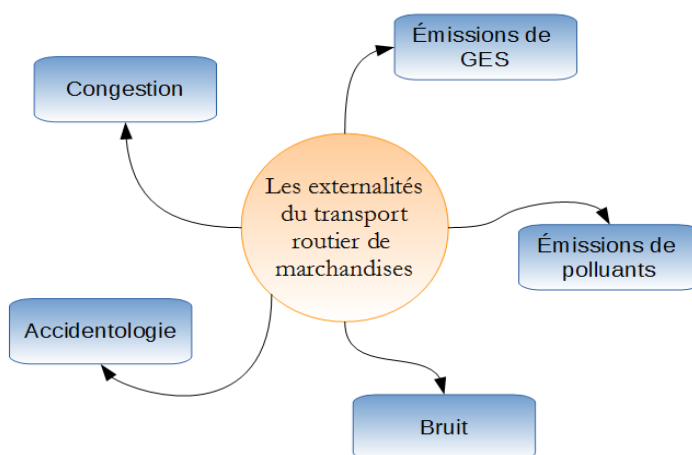 Émissions de
GES
Congestion
Les externalités
du transport
routier de
marchandises
Émissions de
polluants
Accidentologie
Bruit